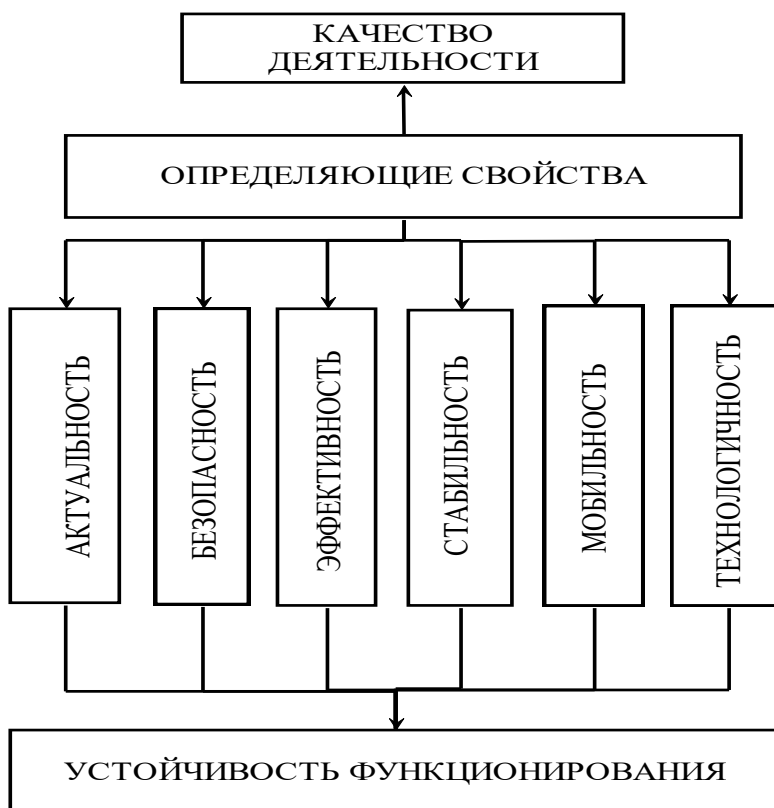 КАЧЕСТВО
ДЕЯТЕЛЬНОСТИ
ОПРЕДЕЛЯЮЩИЕ СВОЙСТВА
АКТУАЛЬНОСТЬ
БЕЗОПАСНОСТЬ
ЭФФЕКТИВНОСТЬ
СТАБИЛЬНОСТЬ
МОБИЛЬНОСТЬ
ТЕХНОЛОГИЧНОСТЬ
УСТОЙЧИВОСТЬ ФУНКЦИОНИРОВАНИЯ